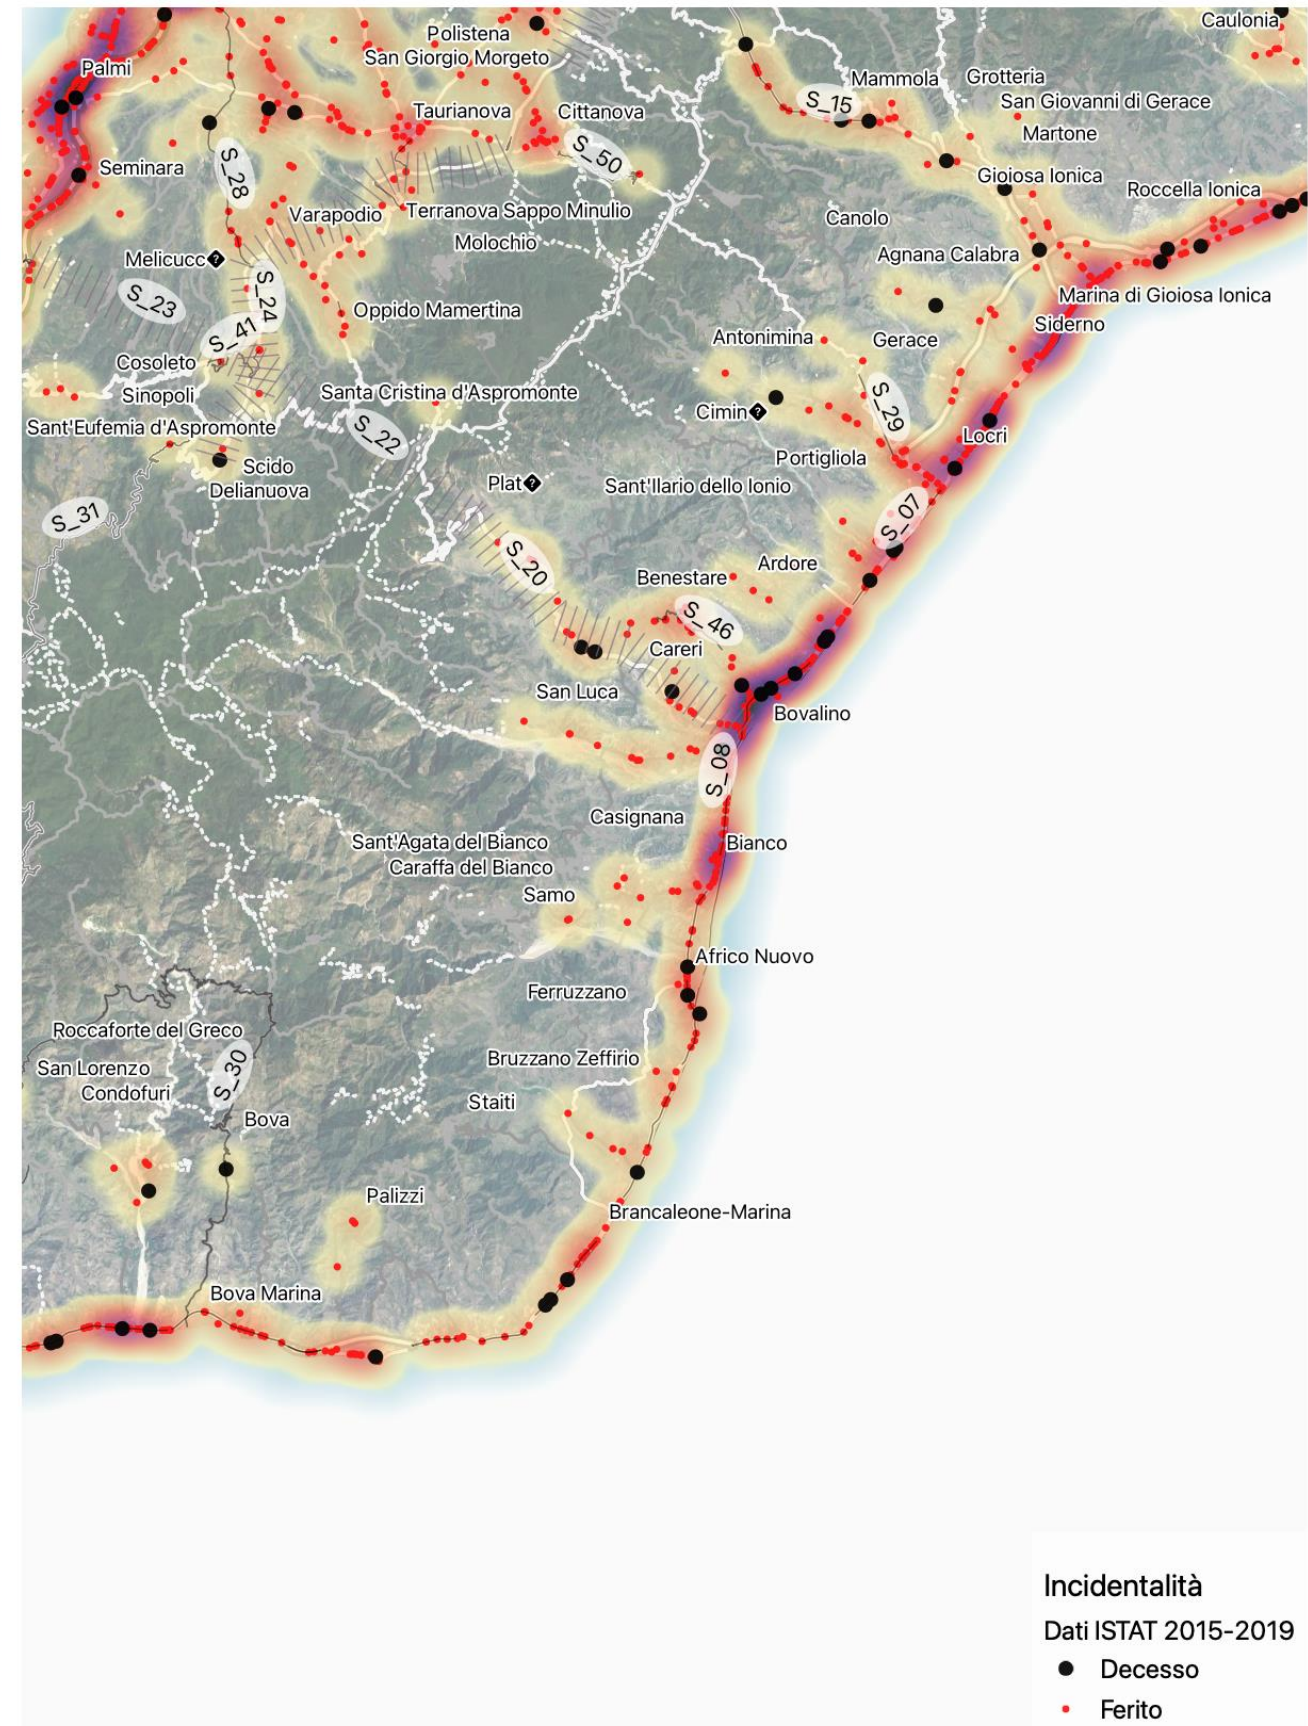 Caulonia
Polistena
San Giorgio Morgeto
Palmi
Mammola
Grotteria
S_15
San Giovanni di Gerace
Taurianova
Cittanova
Martone
S_50
Seminara
S_28
Gioiosa Ionica
Roccella Ionica
Varapodio
Terranova Sappo Minulio
Canolo
Molochio
Agnana Calabra
Melicucc�
S_23
S_24
Marina di Gioiosa Ionica
Oppido Mamertina
Siderno
S_41
Antonimina
Gerace
Cosoleto
Sinopoli
Santa Cristina d'Aspromonte
S_29
Cimin�
Sant'Eufemia d'Aspromonte
S_22
Locri
Scido
Portigliola
Delianuova
Plat�
Sant'Ilario dello Ionio
S_31
S_07
S_20
Ardore
Benestare
S_46
Careri
San Luca
Bovalino
S_08
Casignana
Sant'Agata del Bianco
Bianco
Caraffa del Bianco
Samo
Africo Nuovo
Ferruzzano
Roccaforte del Greco
San Lorenzo
Bruzzano Zeffirio
S_30
Condofuri
Staiti
Bova
Palizzi
Brancaleone-Marina
Bova Marina
Incidentalità
Dati ISTAT 2015-2019
Decesso
Ferito